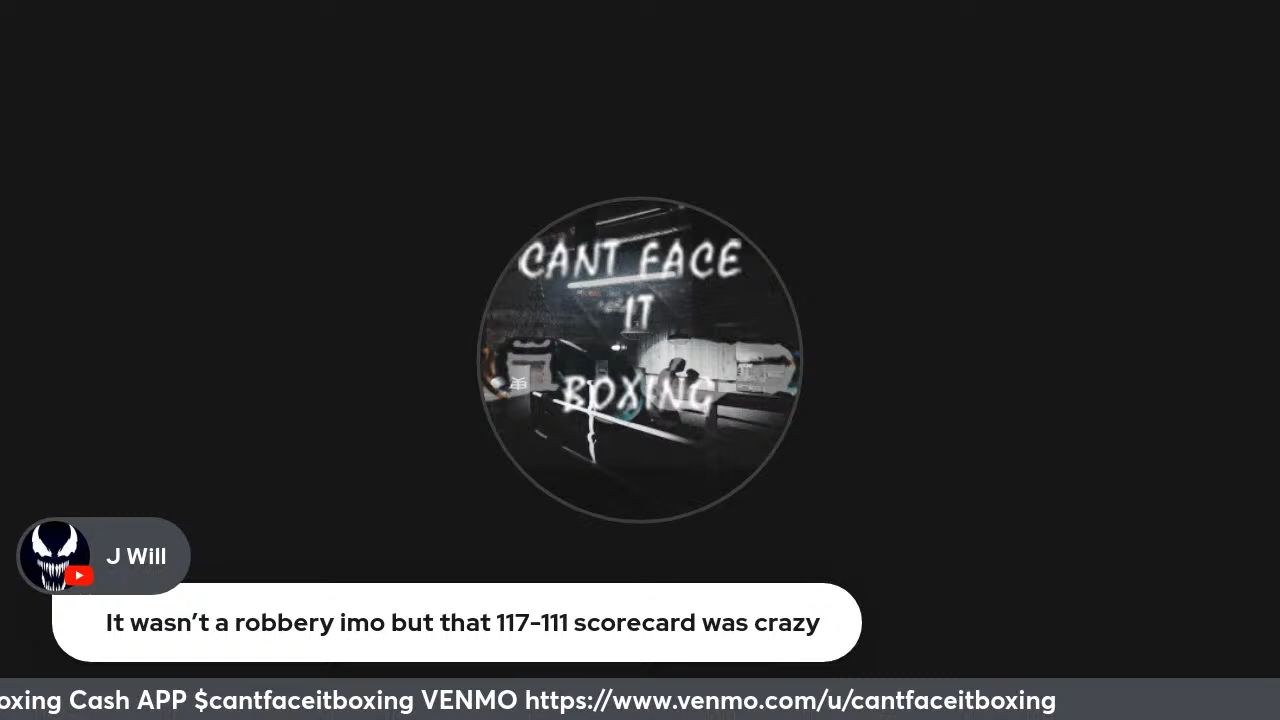 CANT FACE
IT
BOXING
J Will
It wasn't a robbery imo but that 117-111 scorecard was crazy
oxing Cash APP $cantfaceitboxing VENMO https://www.venmo.com/u/cantfaceitboxing